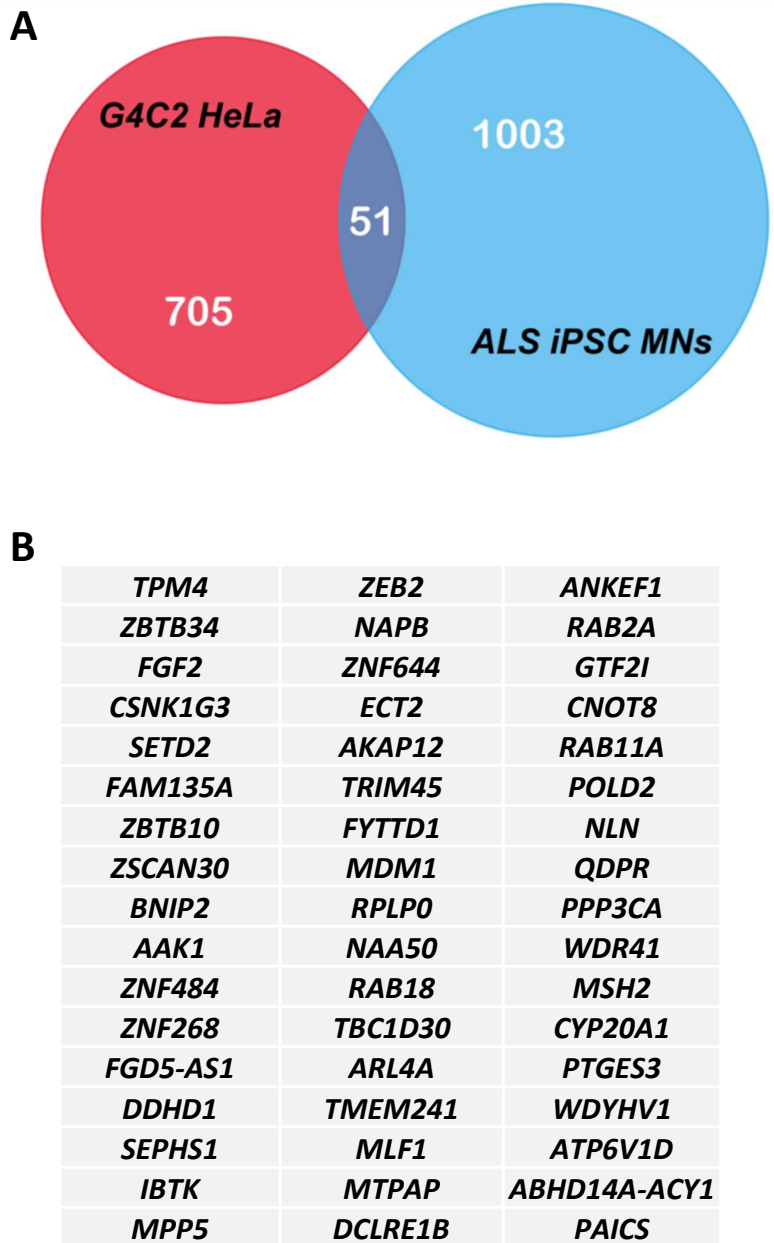 A
G4C2 HeLa
1003
51
705
ALS iPSC MNs
B
TPM4 ZEB2 ANKEF1
ZBTB34 NAPB RAB2A
FGF2 ZNF644 GTF2I
CSNK1G3 ECT2 CNOT8
SETD2 AKAP12 RAB11A
FAM135A TRIM45 POLD2
ZBTB10 FYTTD1 NLN
ZSCAN30 MDM1 QDPR
BNIP2 RPLP0 PPP3CA
AAK1 NAA50 WDR41
ZNF484 RAB18 MSH2
ZNF268 TBC1D30 CYP20A1
FGD5-AS1 ARL4A PTGES3
DDHD1 TMEM241 WDYHV1
SEPHS1 MLF1 ATP6V1D
IBTK MTPAP ABHD14A-ACY1
MPP5 DCLRE1B PAICS